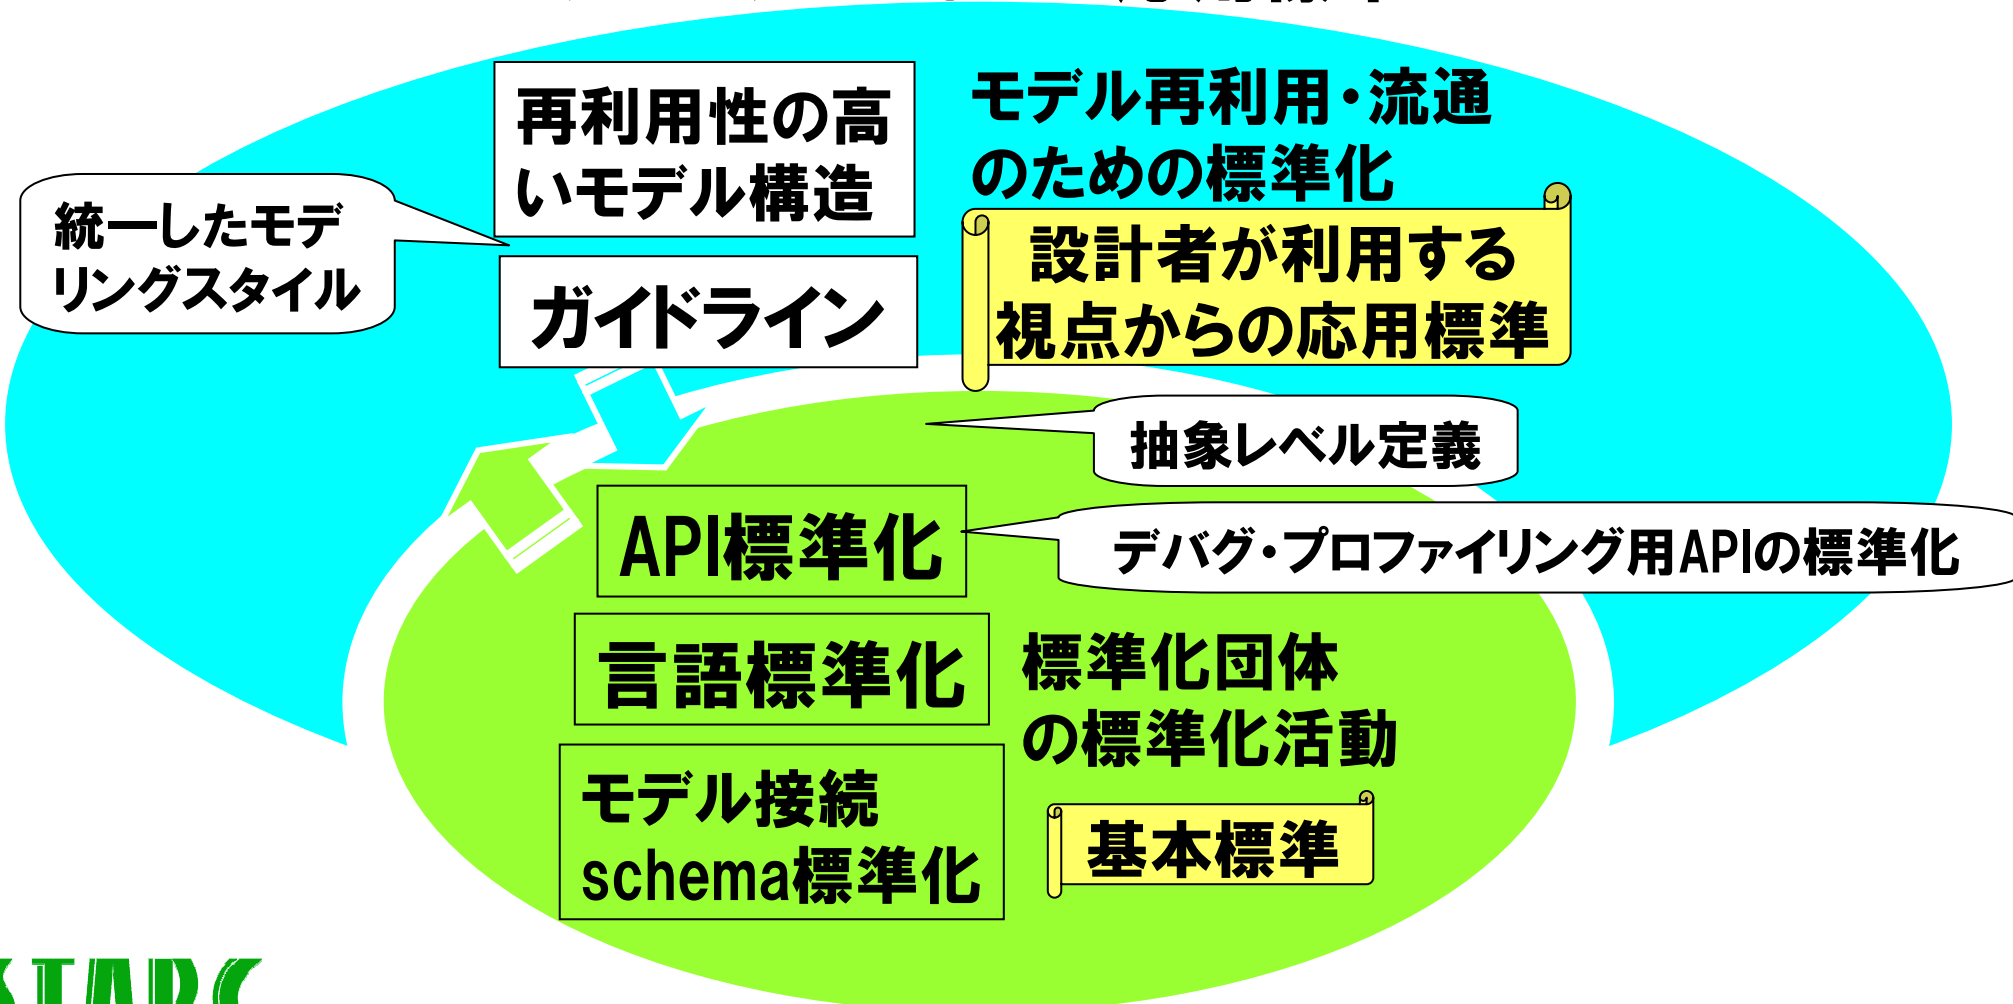 再利用性の高
いモデル構造
モデル再利用・流通
のための標準化
統一したモデ
リングスタイル
設計者が利用する
視点からの応用標準
ガイドライン
抽象レベル定義
API標準化
デバグ・プロファイリング用APIの標準化
言語標準化
標準化団体
の標準化活動
モデル接続
schema標準化
基本標準
STARC